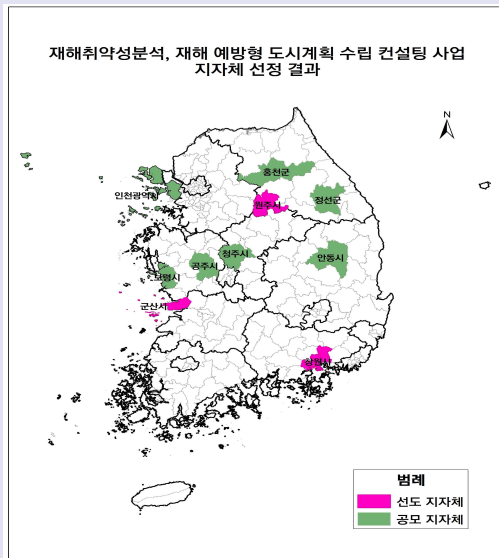 재해취약성분석, 재해 예방형 도시계획 수립 컨설팅 사업
지자체 선정 결과
N
홍천군
인천광역시
원주시
정선군
청주시
안동시
공주시
보령시
군산시
창원시
범례
선도 지자체
공모 지자체